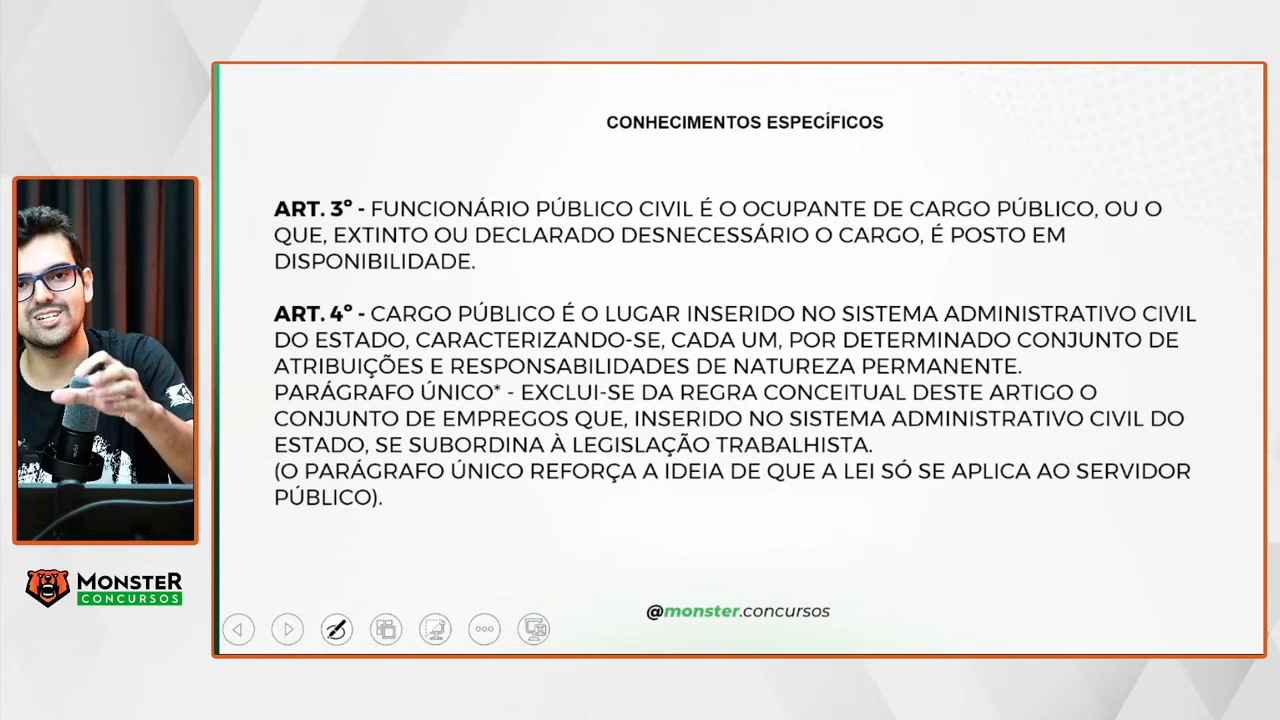 CONHECIMENTOS ESPECÍFICOS
ART. 3º - FUNCIONÁRIO PÚBLICO CIVIL É O OCUPANTE DE CARGO PÚBLICO, OU O
QUE, EXTINTO OU DECLARADO DESNECESSÁRIO O CARGO, É POSTO EM
DISPONIBILIDADE.
ART. 4º - CARGO PÚBLICO É O LUGAR INSERIDO NO SISTEMA ADMINISTRATIVO CIVIL
DO ESTADO, CARACTERIZANDO-SE, CADA UM, POR DETERMINADO CONJUNTO DE
ATRIBUIÇÕES E RESPONSABILIDADES DE NATUREZA PERMANENTE.
PARÁGRAFO ÚNICO* - EXCLUI-SE DA REGRA CONCEITUAL DESTE ARTIGO O
CONJUNTO DE EMPREGOS QUE, INSERIDO NO SISTEMA ADMINISTRATIVO CIVIL DO
ESTADO, SE SUBORDINA À LEGISLAÇÃO TRABALHISTA.
(O PARÁGRAFO ÚNICO REFORÇA A IDEIA DE QUE A LEI SÓ SE APLICA AO SERVIDOR
PÚBLICO).
MONSTER
CONCURSOS
@monster.concursos